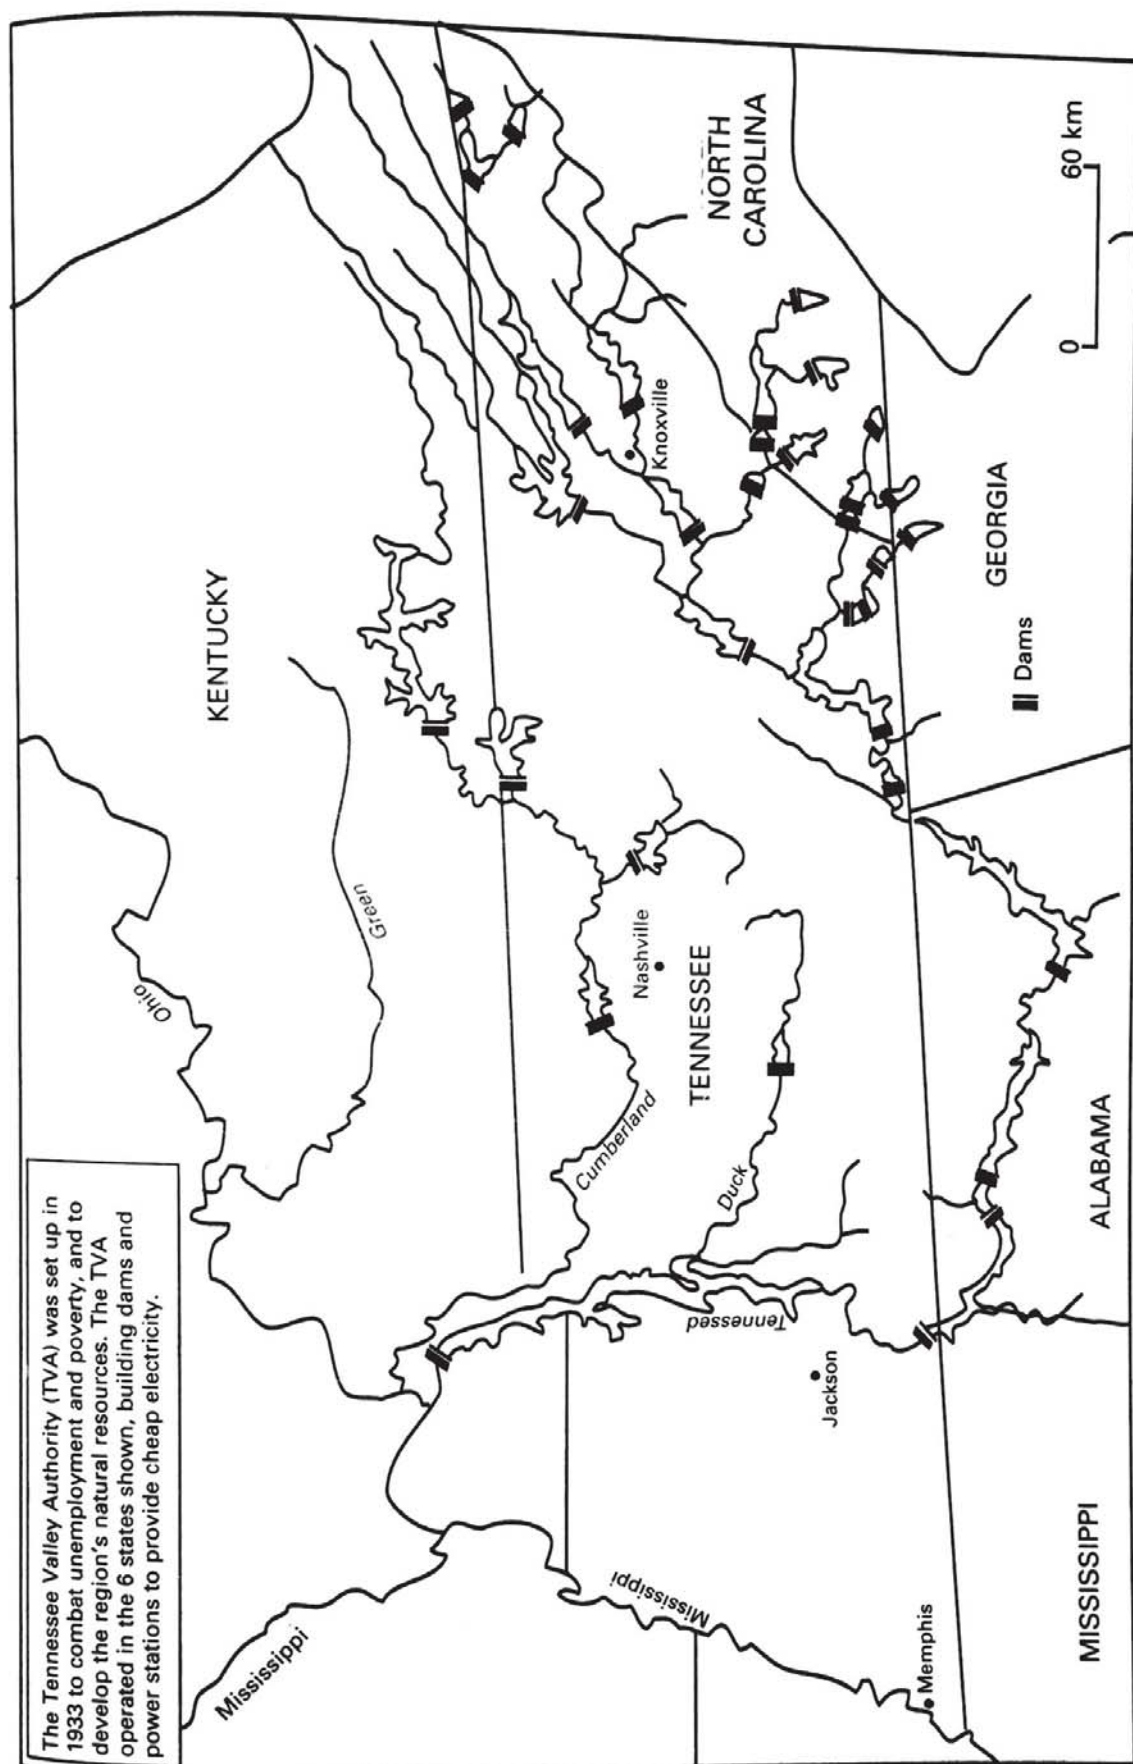 The Tennessee Valley Authority (TVA) was set up in
1933 to combat unemployment and poverty, and to
develop the region's natural resources. The TVA
operated in the 6 states shown, building dams and
power stations to provide cheap electricity.
Ohio
KENTUCKY
Green
Mississippi
Cumberland
Nashville
Knoxville
TENNESSEE
Duck
Tennessed
NORTH
CAROLINA
Mississippi
Jackson
Memphis
MISSISSIPPI
ALABAMA
GEORGIA
Dams
0 60 km